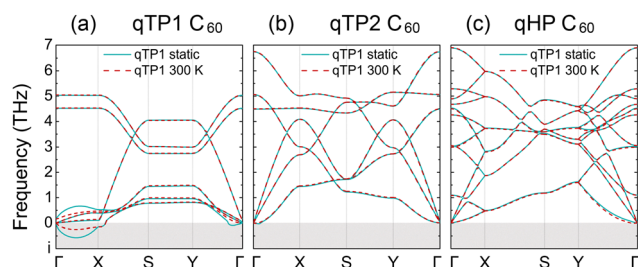 (a) qTP1 C60
(b) qTP2 C60
(c) qHP C60
Frequency (THz)
7
6
5
4
3
2
1
0
i
qTP1 static
qTP1 300 K
qTP1 static
qTP1 300 K
qTP1 static
qTP1 300 K
Γ X S Y Γ
Γ X S Y Γ
Γ X S Y Γ